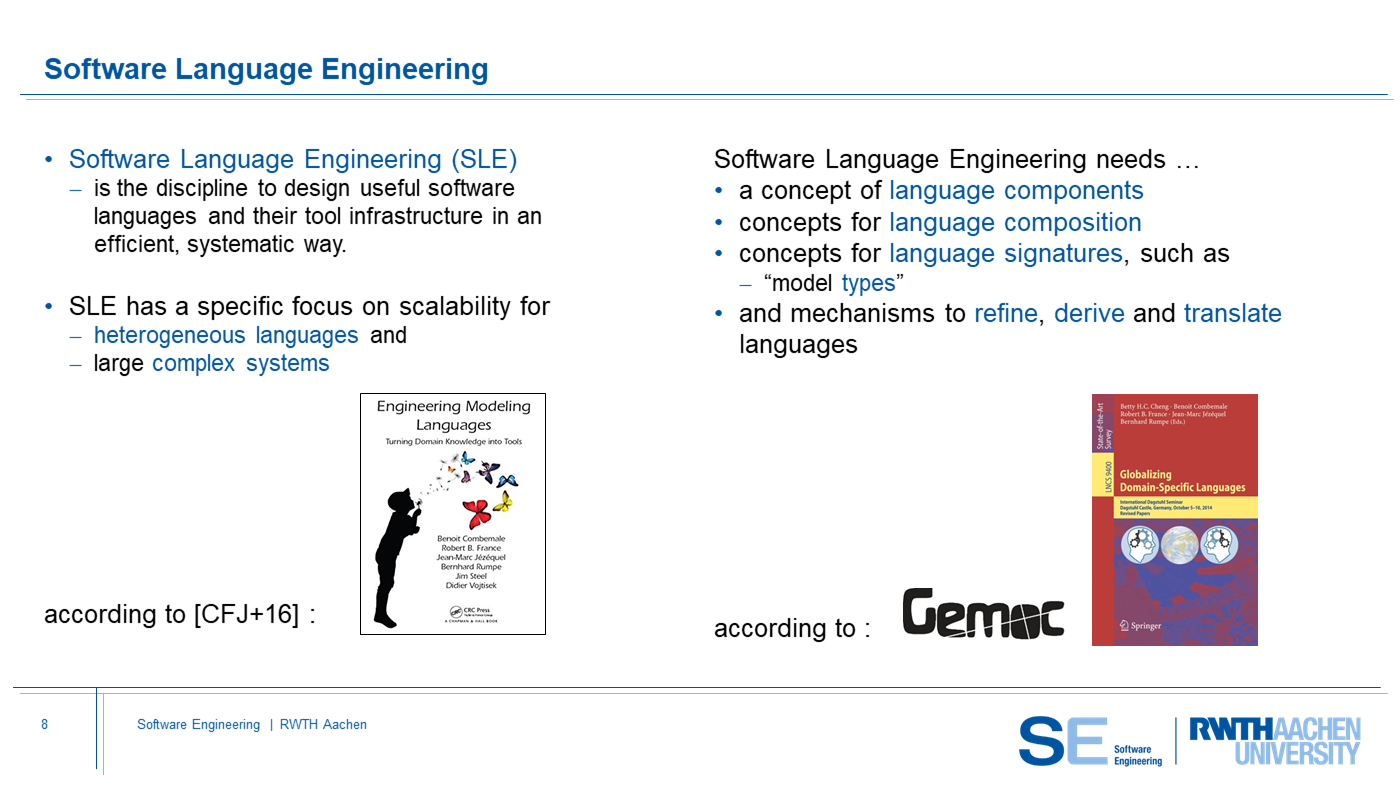 Software Language Engineering
• Software Language Engineering (SLE)
– is the discipline to design useful software
languages and their tool infrastructure in an
efficient, systematic way.
• SLE has a specific focus on scalability for
– heterogeneous languages and
– large complex systems
Engineering Modeling
Languages
Turning Domain Knowledge into Tools
Benoit Combemale
Robert B. France
Jean-Marc Jézéquel
Bernhard Rumpe
Jim Steel
Didier Vojtisek
CRC Press
A CHAPMAN & HALL BOOK
according to [CFJ+16] :
Software Language Engineering needs …
• a concept of language components
• concepts for language composition
• concepts for language signatures, such as
– “model types”
• and mechanisms to refine, derive and translate
languages
according to :
Gemoc
State-of-the-Art
Survey
LNCS 9400
Betty H.C. Cheng · Benoit Combemale
Robert B. France · Jean-Marc Jézéquel
Bernhard Rumpe (Eds.)
Globalizing
Domain-Specific Languages
International Dagstuhl Seminar
Dagstuhl Castle, Germany, October 5–10, 2014
Revised Papers
Springer
8
Software Engineering | RWTH Aachen
SE Software
Engineering
RWTH AACHEN
UNIVERSITY